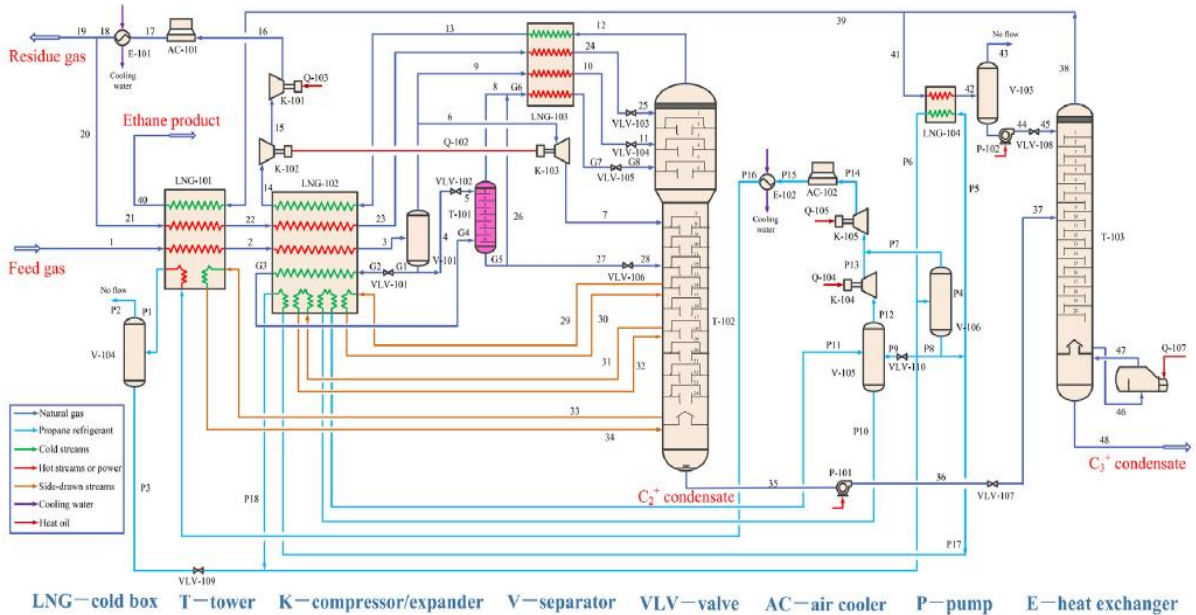 19 18 17 16 13 12 39
Residue gas E-101 AC-101 24 No flow
Cooling water 9 10 41 43
Q-103 8 G6 42 V-103 38
K-101 25
Ethane product 15 6 LNG-103 VLV-103 44 45
20 Q-102 11 LNG-104 P-102 VLV-108
K-102 K-103 VLV-104
G7 G8 P6
LNG-101 LNG-102 VLV-102 VLV-105 P16 P15 P14 P5
40 14 5 E-102 AC-102
T-101 26 Cooling water Q-105
21 22 23 4 7 37
1 2 3 G4 K-105 P7 T-103
Feed gas G3 G2 G1 V-101 G5 27 28 Q-104 P13
VLV-101 VLV-106 K-104 P4
No flow
P2 P1 29 30 T-102 P12 V-106
V-104 31 32 P11 P9 P8 47 Q-107
V-105 VLV-110
33 P10 46
34
Natural gas
Propane refrigerant
Cold streams
Hot streams or power
Side-drawn streams
Cooling water
Heat oil
P3 P18 P-101 36 48
C₂⁺ condensate 35 VLV-107 C₃⁺ condensate
P17
VLV-109
LNG—cold box T—tower K—compressor/expander V—separator VLV—valve AC—air cooler P—pump E—heat exchanger